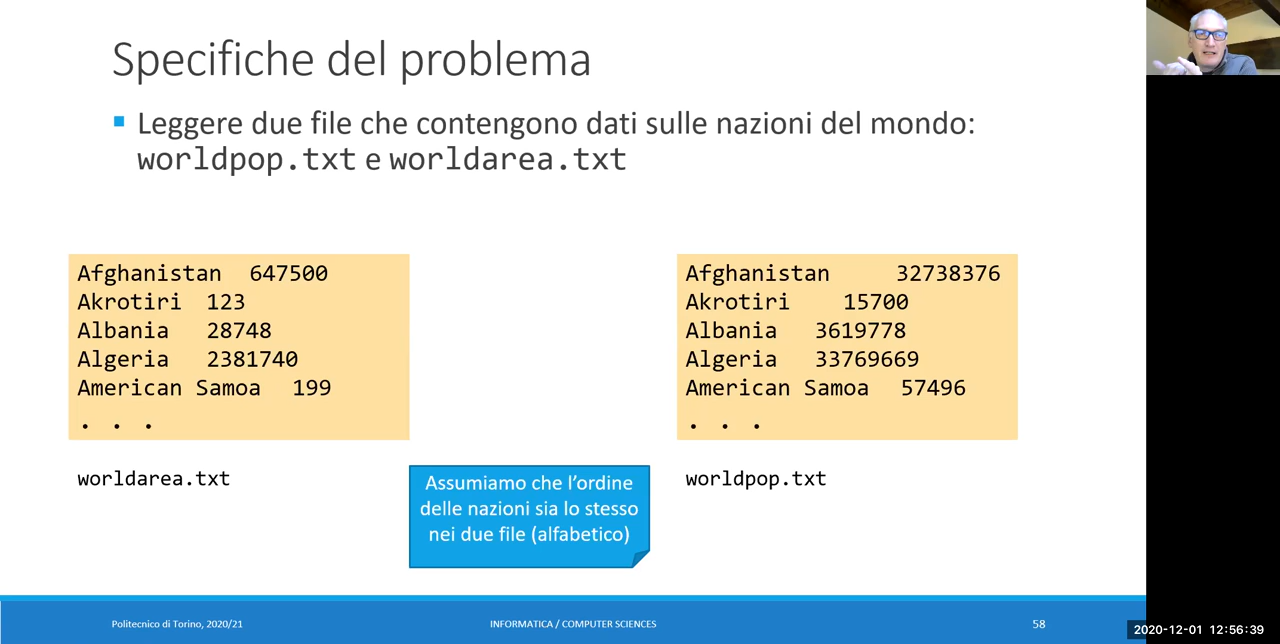 Specifiche del problema
Leggere due file che contengono dati sulle nazioni del mondo:
worldpop.txt e worldarea.txt
Afghanistan 647500
Akrotiri 123
Albania 28748
Algeria 2381740
American Samoa 199
. . .
worldarea.txt
Assumiamo che l’ordine
delle nazioni sia lo stesso
nei due file (alfabetico)
Afghanistan 32738376
Akrotiri 15700
Albania 3619778
Algeria 33769669
American Samoa 57496
. . .
worldpop.txt
Politecnico di Torino, 2020/21
INFORMATICA / COMPUTER SCIENCES
58
2020-12-01 12:56:39